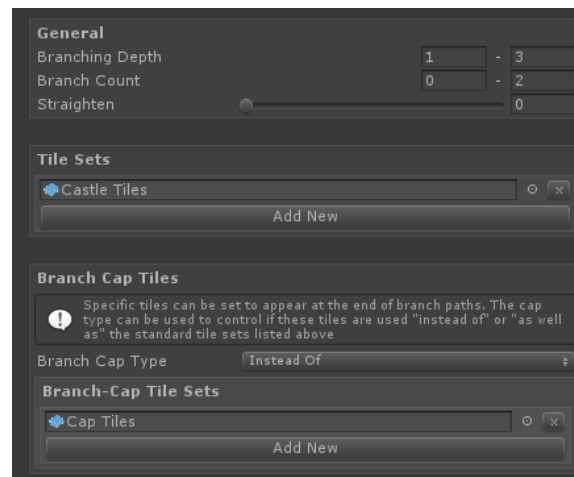 General
Branching Depth 1 - 3
Branch Count 0 - 2
Straighten 0
Tile Sets
Castle Tiles
Add New
Branch Cap Tiles
Specific tiles can be set to appear at the end of branch paths. The cap
type can be used to control if these tiles are used "instead of" or "as well
as" the standard tile sets listed above
Branch Cap Type Instead Of
Branch-Cap Tile Sets
Cap Tiles
Add New